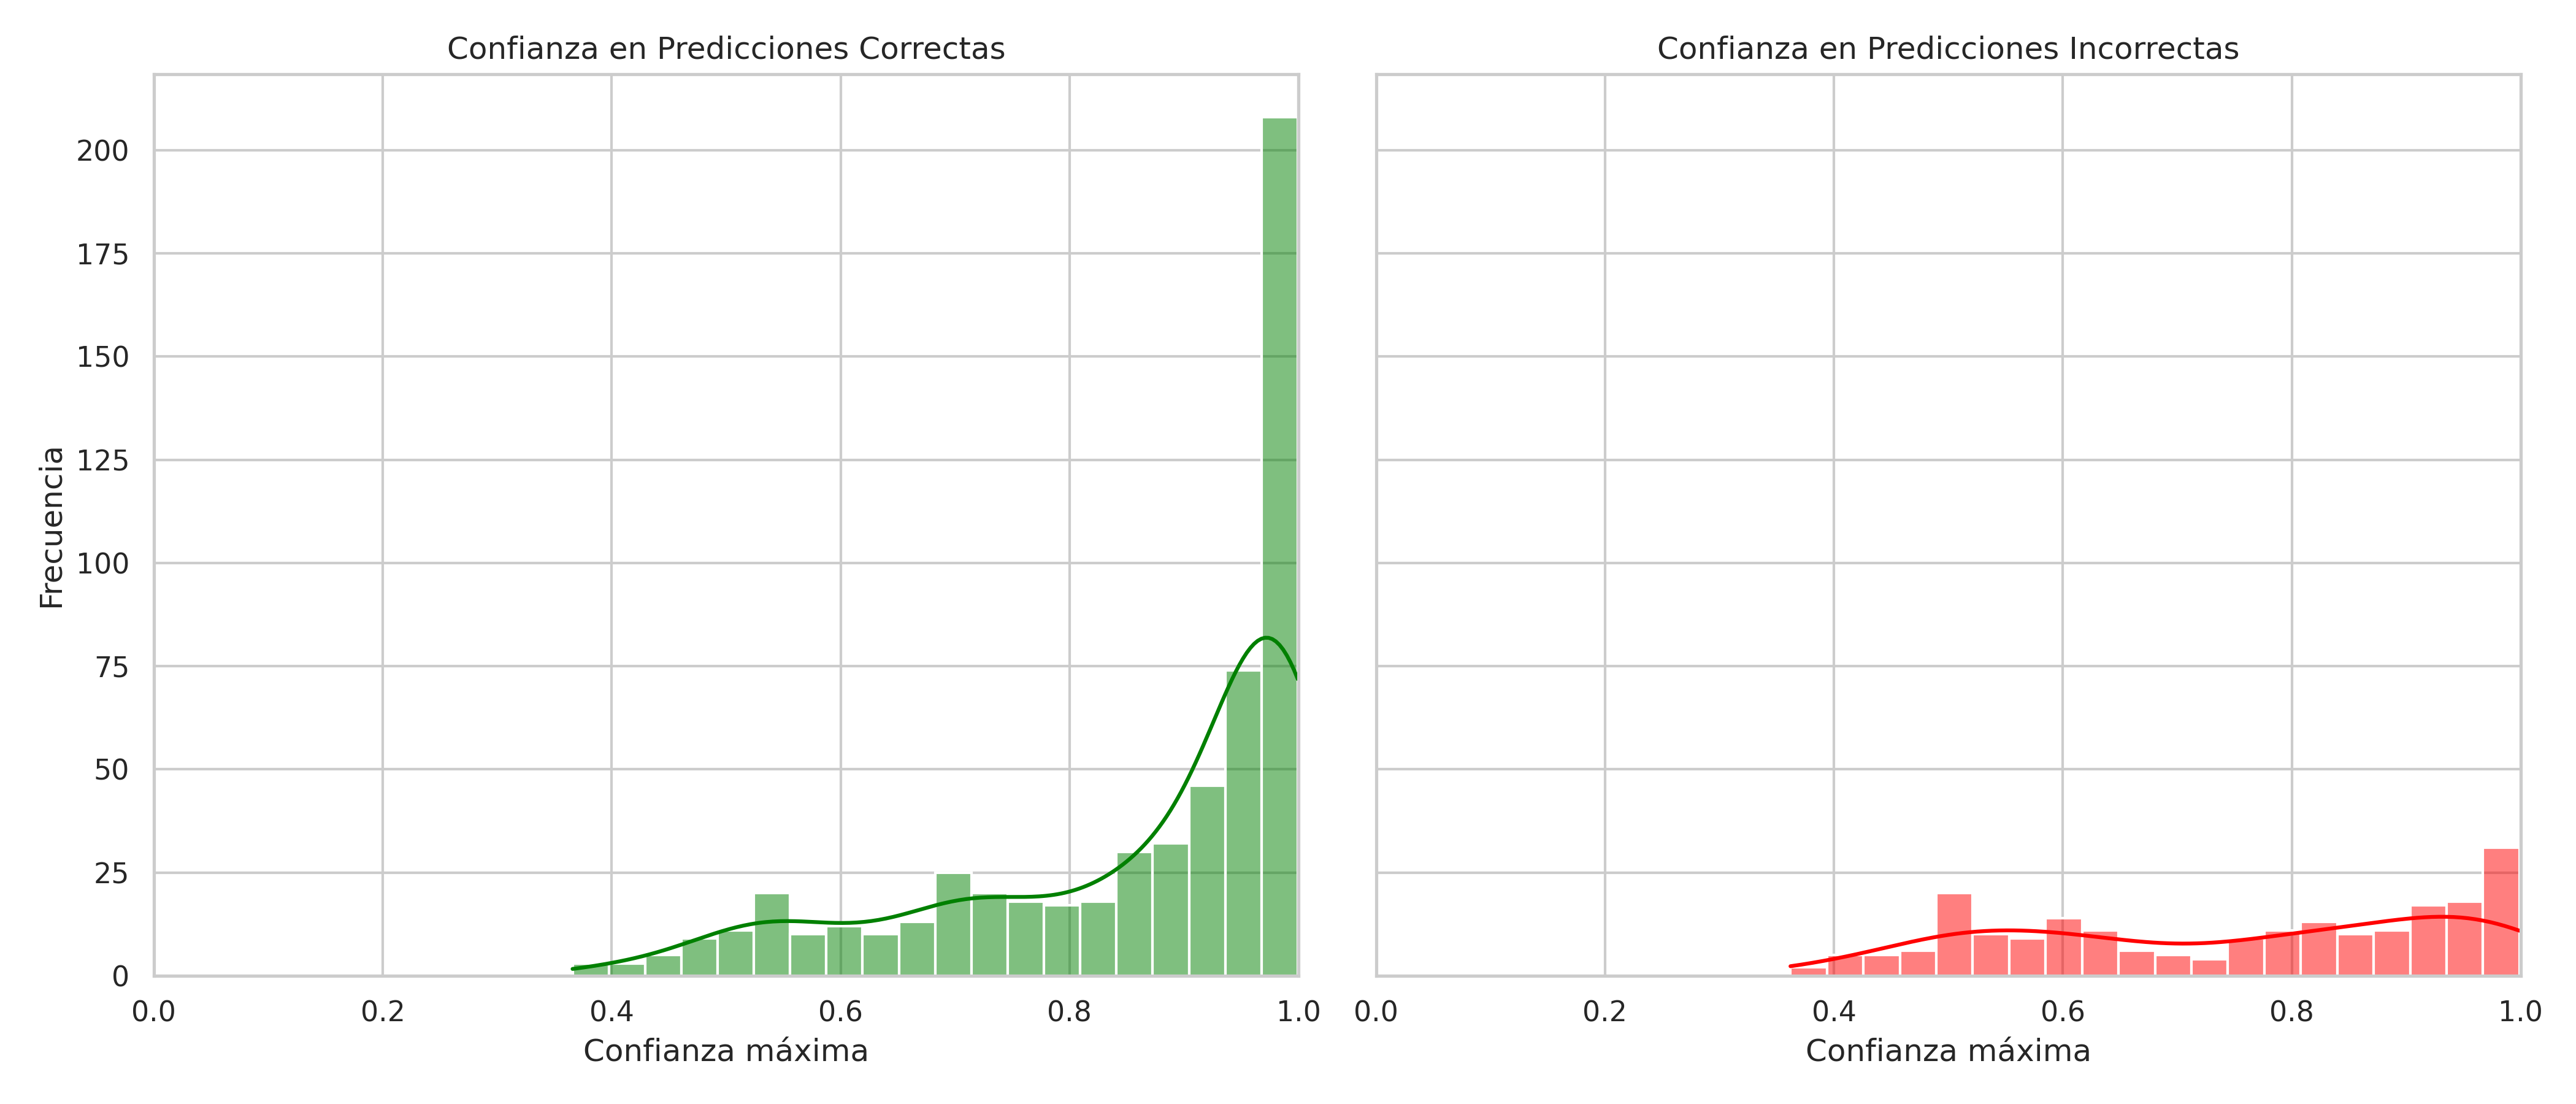 Confianza en Predicciones Correctas
Confianza en Predicciones Incorrectas
Frecuencia
200
175
150
125
100
75
50
25
0
0.0 0.2 0.4 0.6 0.8 1.0
0.0 0.2 0.4 0.6 0.8 1.0
Confianza máxima
Confianza máxima